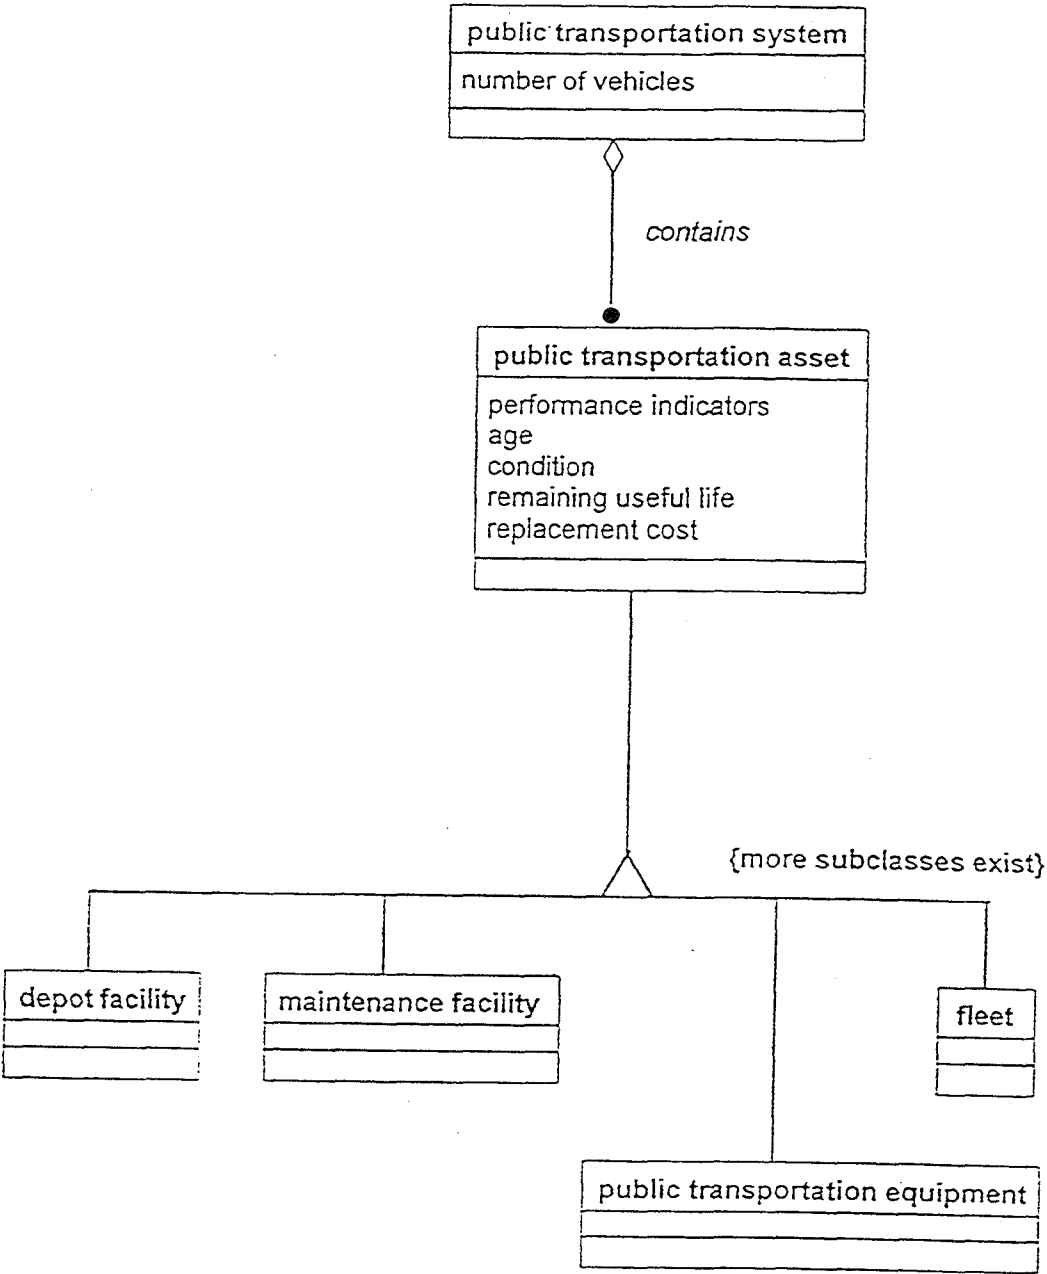 public transportation system
number of vehicles
contains
public transportation asset
performance indicators
age
condition
remaining useful life
replacement cost
{more subclasses exist}
depot facility
maintenance facility
fleet
public transportation equipment